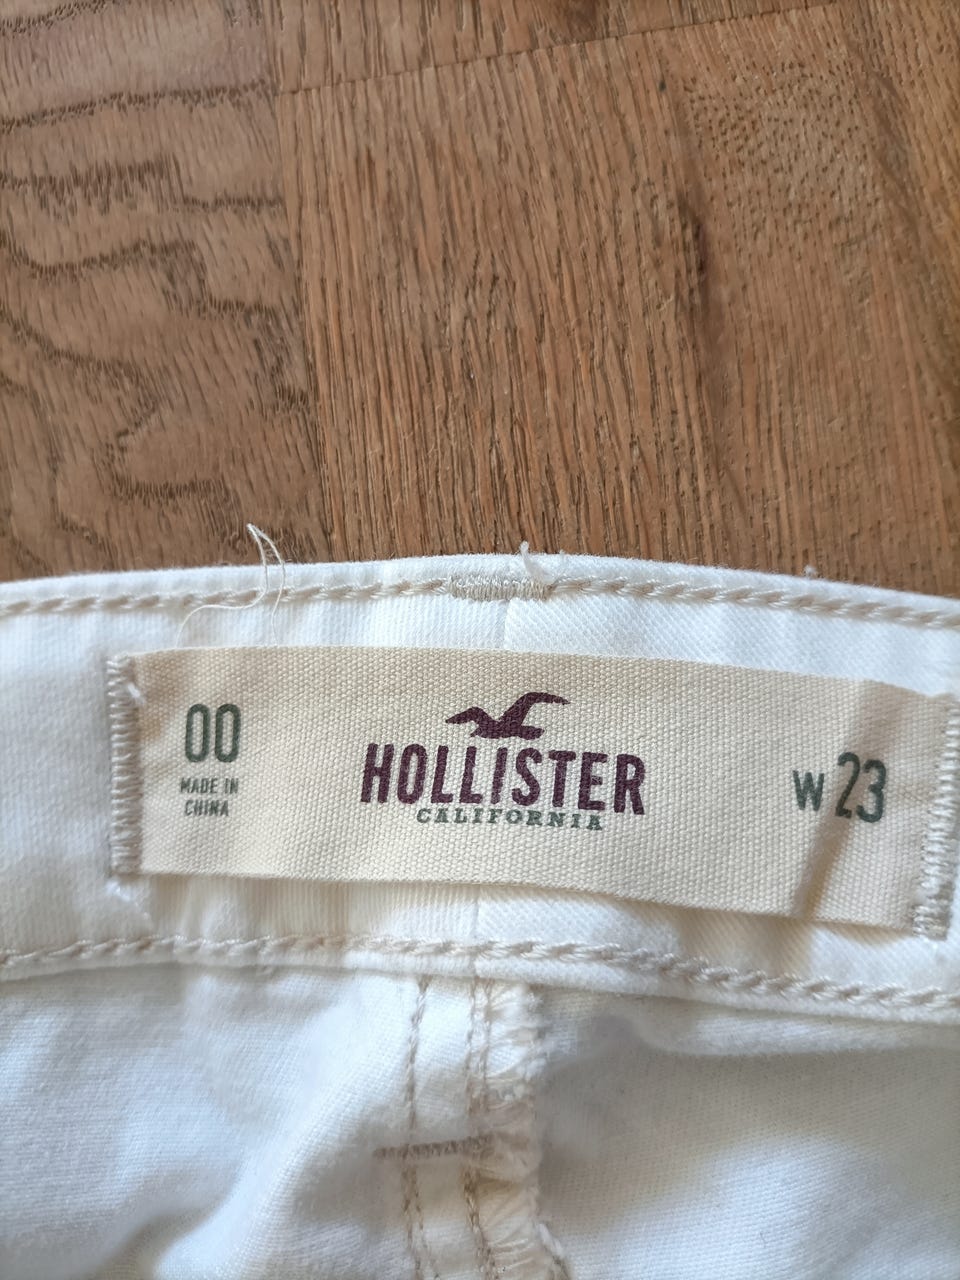 00
MADE IN
CHINA
HOLLISTER
CALIFORNIA
W 23